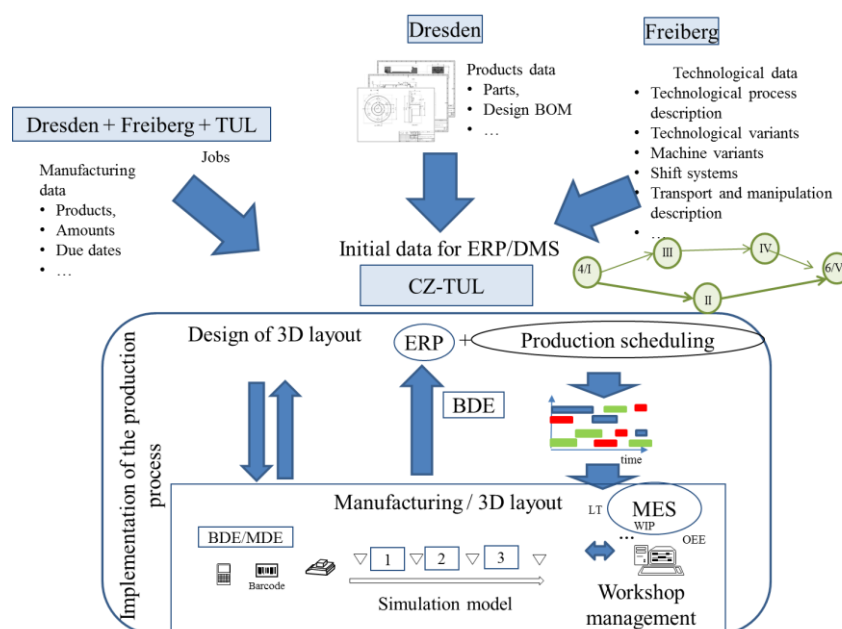 Dresden
Freiberg
Products data
• Parts,
• Design BOM
• …
Technological data
• Technological process
description
• Technological variants
• Machine variants
• Shift systems
• Transport and manipulation
description
• …
Dresden + Freiberg + TUL
Jobs
Manufacturing
data
• Products,
• Amounts
• Due dates
• …
Initial data for ERP/DMS
CZ-TUL
4/I
III
IV
6/V
II
Implementation of the production
process
Design of 3D layout
ERP
+
Production scheduling
BDE
time
Manufacturing / 3D layout
LT
MES
WIP
...
OEE
BDE/MDE
Barcode
1
2
3
Simulation model
Workshop
management